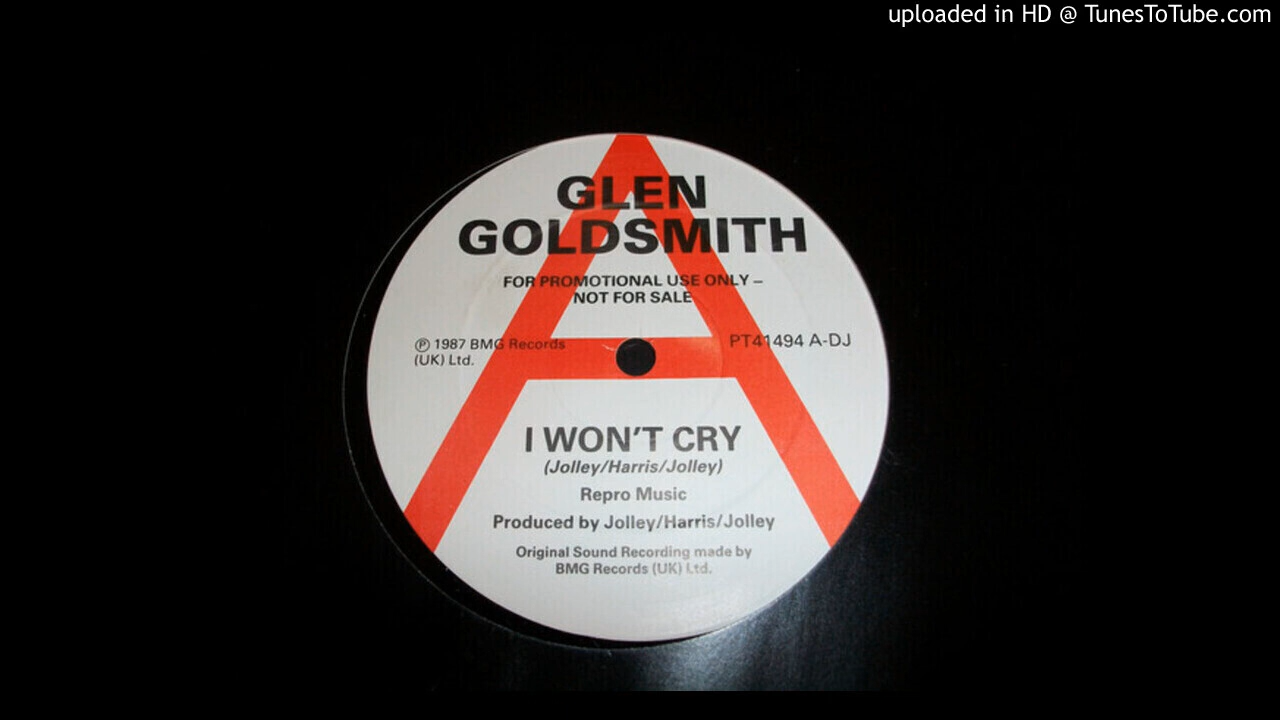 uploaded in HD @ TunesToTube.com
GLEN
GOLDSMITH
FOR PROMOTIONAL USE ONLY –
NOT FOR SALE
℗ 1987 BMG Records
(UK) Ltd.
PT41494 A-DJ
I WON'T CRY
(Jolley/Harris/Jolley)
Repro Music
Produced by Jolley/Harris/Jolley
Original Sound Recording made by
BMG Records (UK) Ltd.